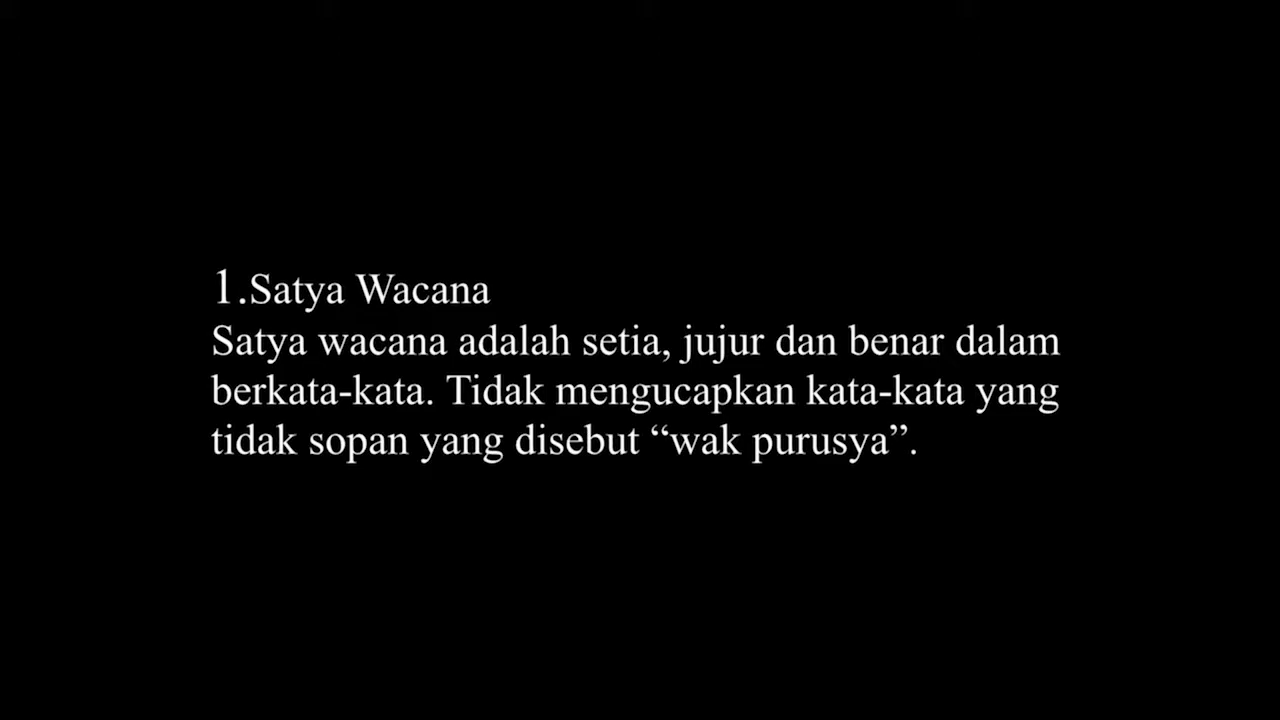 1.Satya Wacana
Satya wacana adalah setia, jujur dan benar dalam
berkata-kata. Tidak mengucapkan kata-kata yang
tidak sopan yang disebut “wak purusya”.